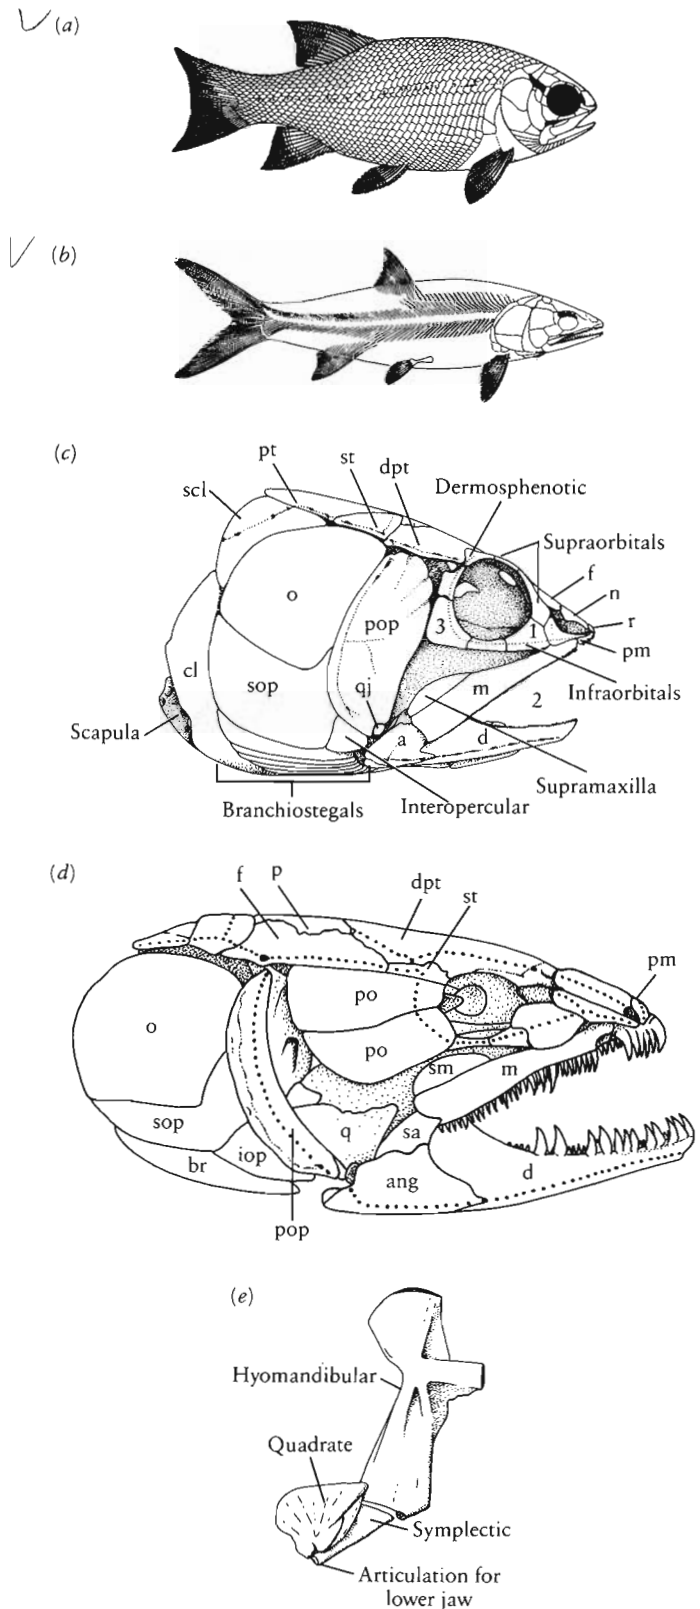 (a)
(b)
(c)
pt
st
dpt
scl
Dermosphenotic
Supraorbitals
f
n
o
pop
3
1
r
pm
cl
sop
qj
m
2
Infraorbitals
Scapula
a
d
Supramaxilla
Branchiostegals
Interopercular
(d)
f
p
dpt
st
pm
po
o
po
sm
m
sop
q
sa
br
iop
ang
d
pop
(e)
Hyomandibular
Quadrate
Symplectic
Articulation for
lower jaw